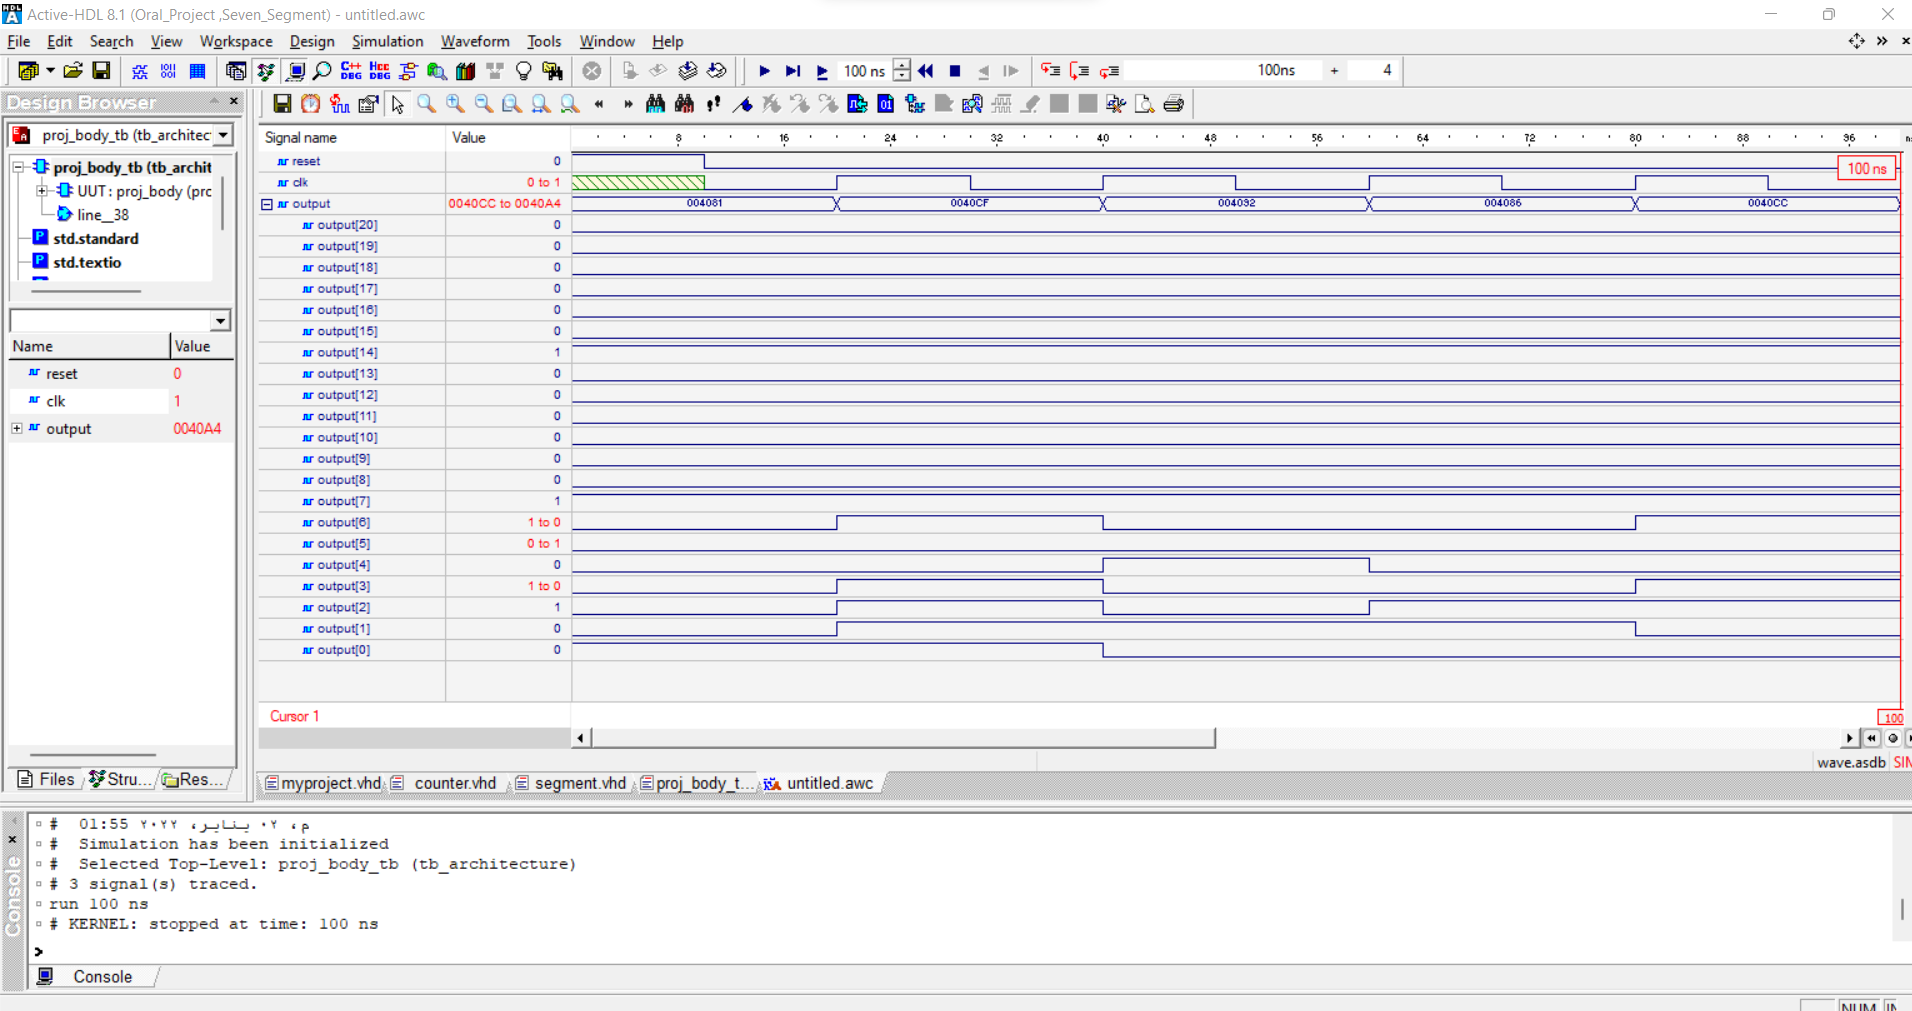 Active-HDL 8.1 (Oral_Project ,Seven_Segment) - untitled.awc
File Edit Search View Workspace Design Simulation Waveform Tools Window Help
100 ns 100ns + 4
Design Browser
proj_body_tb (tb_architec
proj_body_tb (tb_archit
UUT : proj_body (prc
line__38
std.standard
std.textio
Name Value
reset 0
clk 1
output 0040A4
Files Stru... Res...
Signal name Value 8 16 24 32 40 48 56 64 72 80 88 96
reset 0
100 ns
clk 0 to 1
output 0040CC to 0040A4 004081 0040CF 004092 004086 0040CC
output[20] 0
output[19] 0
output[18] 0
output[17] 0
output[16] 0
output[15] 0
output[14] 1
output[13] 0
output[12] 0
output[11] 0
output[10] 0
output[9] 0
output[8] 0
output[7] 1
output[6] 1 to 0
output[5] 0 to 1
output[4] 0
output[3] 1 to 0
output[2] 1
output[1] 0
output[0] 0
Cursor 1 100
wave.asdb SIN
myproject.vhd counter.vhd segment.vhd proj_body_t... untitled.awc
# 01:55 م، ٠٢ يناير، ٢٠٢٢
# Simulation has been initialized
# Selected Top-Level: proj_body_tb (tb_architecture)
# 3 signal(s) traced.
run 100 ns
# KERNEL: stopped at time: 100 ns
>
Console
Console
NUM